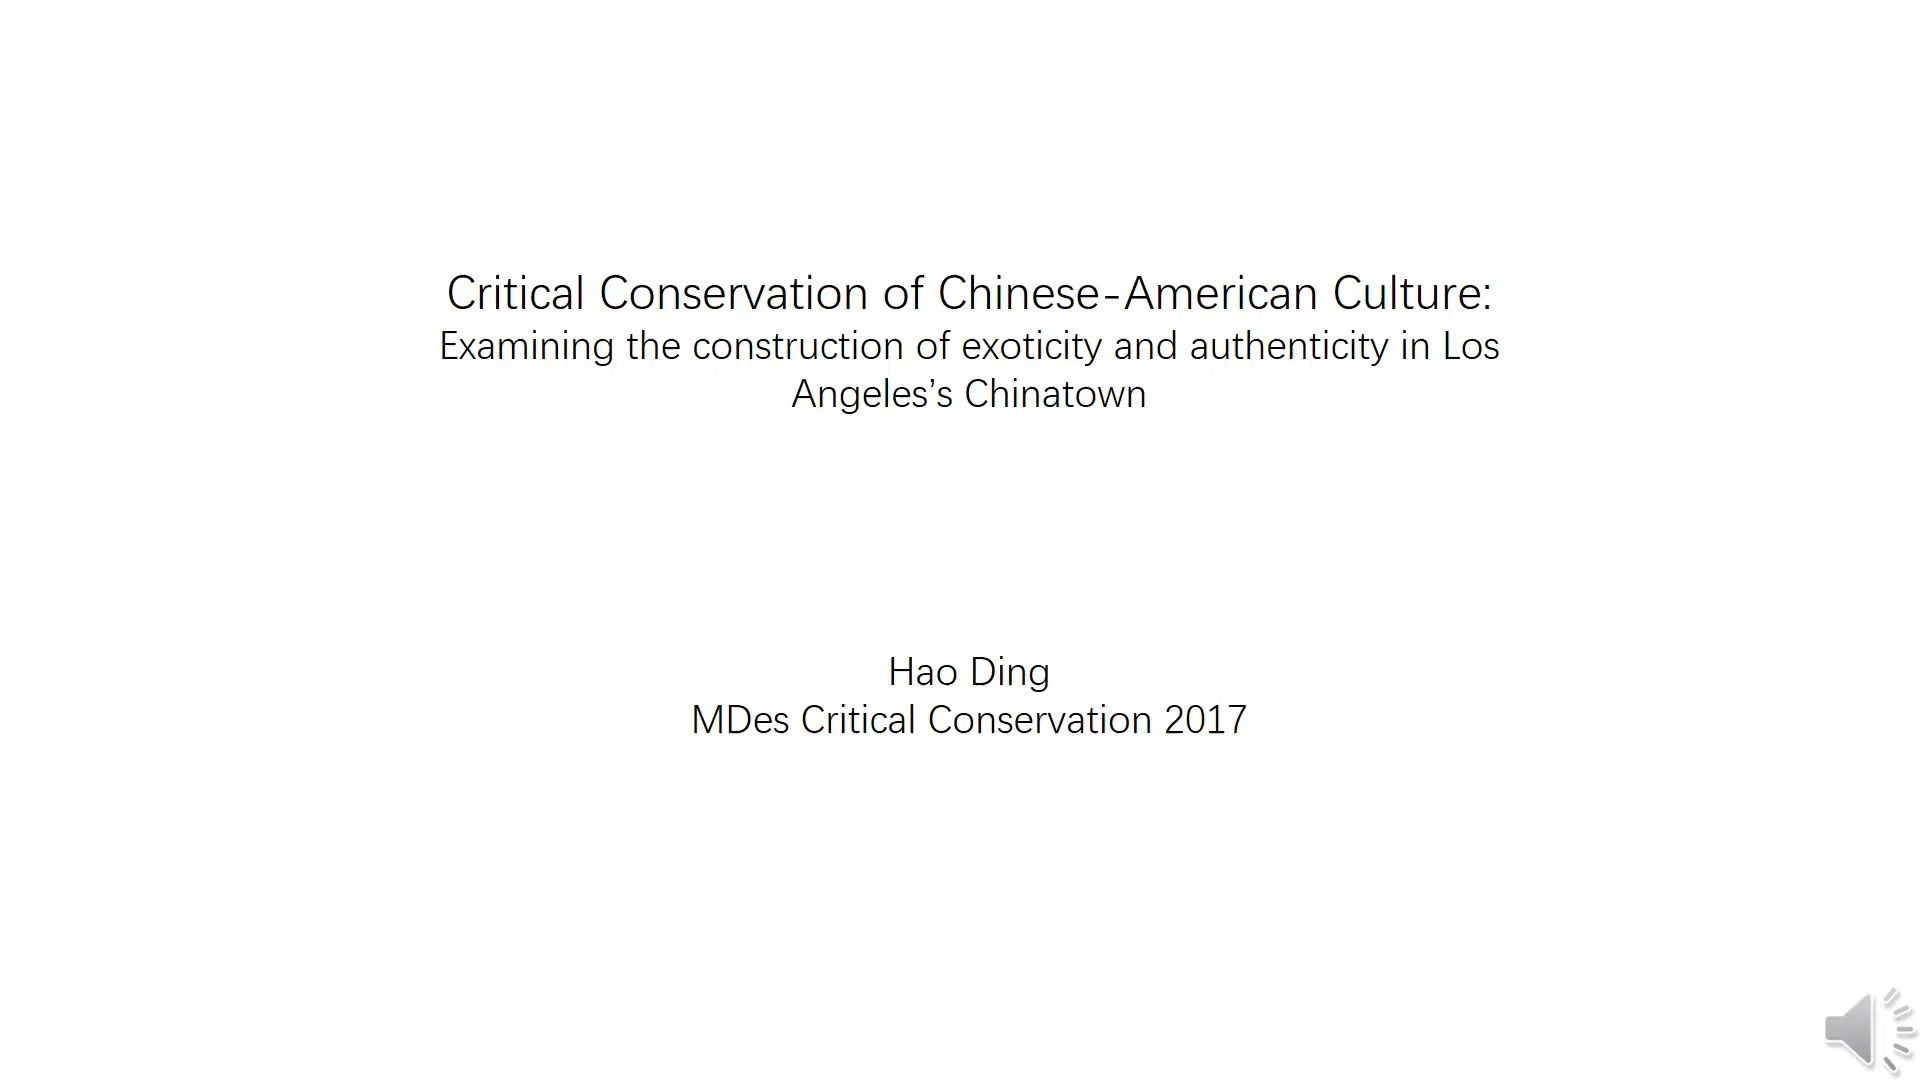 Critical Conservation of Chinese-American Culture:
Examining the construction of exoticity and authenticity in Los
Angeles’s Chinatown
Hao Ding
MDes Critical Conservation 2017